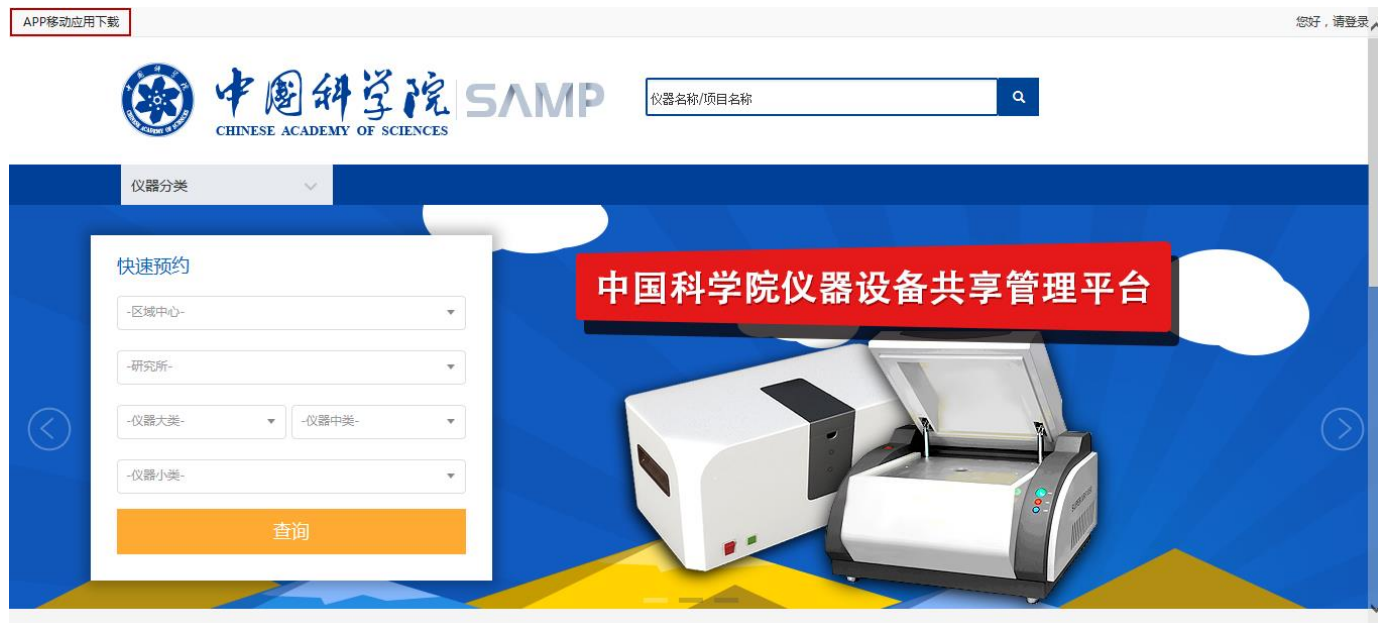 APP移动应用下载
您好，请登录
中国科学院
CHINESE ACADEMY OF SCIENCES
SAMP
仪器名称/项目名称
仪器分类
快速预约
-区域中心-
-研究所-
-仪器大类-
-仪器中类-
-仪器小类-
查询
中国科学院仪器设备共享管理平台